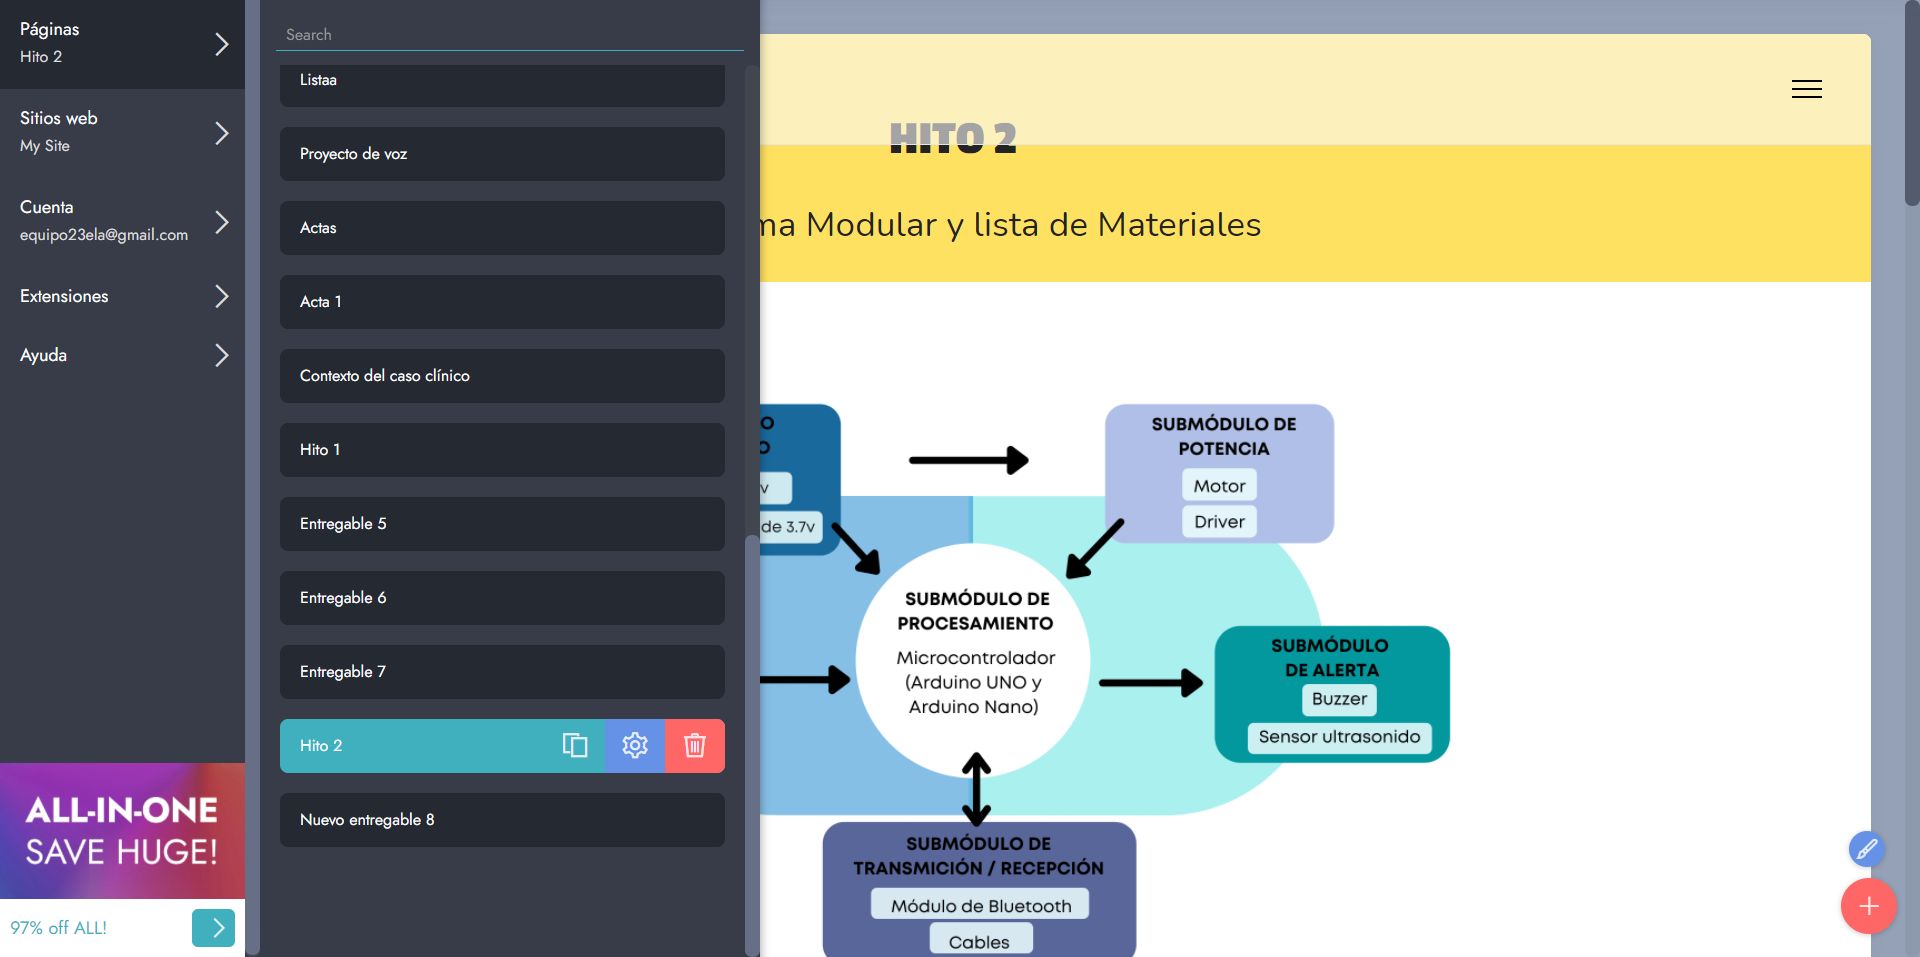 Páginas
Hito 2
Sitios web
My Site
Cuenta
equipo23ela@gmail.com
Extensiones
Ayuda
ALL-IN-ONE
SAVE HUGE!
97% off ALL!
Search
Listaa
Proyecto de voz
Actas
Acta 1
Contexto del caso clínico
Hito 1
Entregable 5
Entregable 6
Entregable 7
Hito 2
Nuevo entregable 8
HITO 2
ma Modular y lista de Materiales
O
O
v
de 3.7v
SUBMÓDULO DE
POTENCIA
Motor
Driver
SUBMÓDULO DE
PROCESAMIENTO
Microcontrolador
(Arduino UNO y
Arduino Nano)
SUBMÓDULO
DE ALERTA
Buzzer
Sensor ultrasonido
SUBMÓDULO DE
TRANSMICIÓN / RECEPCIÓN
Módulo de Bluetooth
Cables